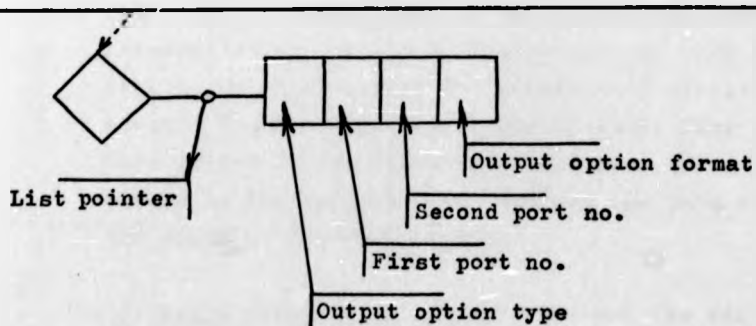 Output option format
List pointer
Second port no.
First port no.
Output option type